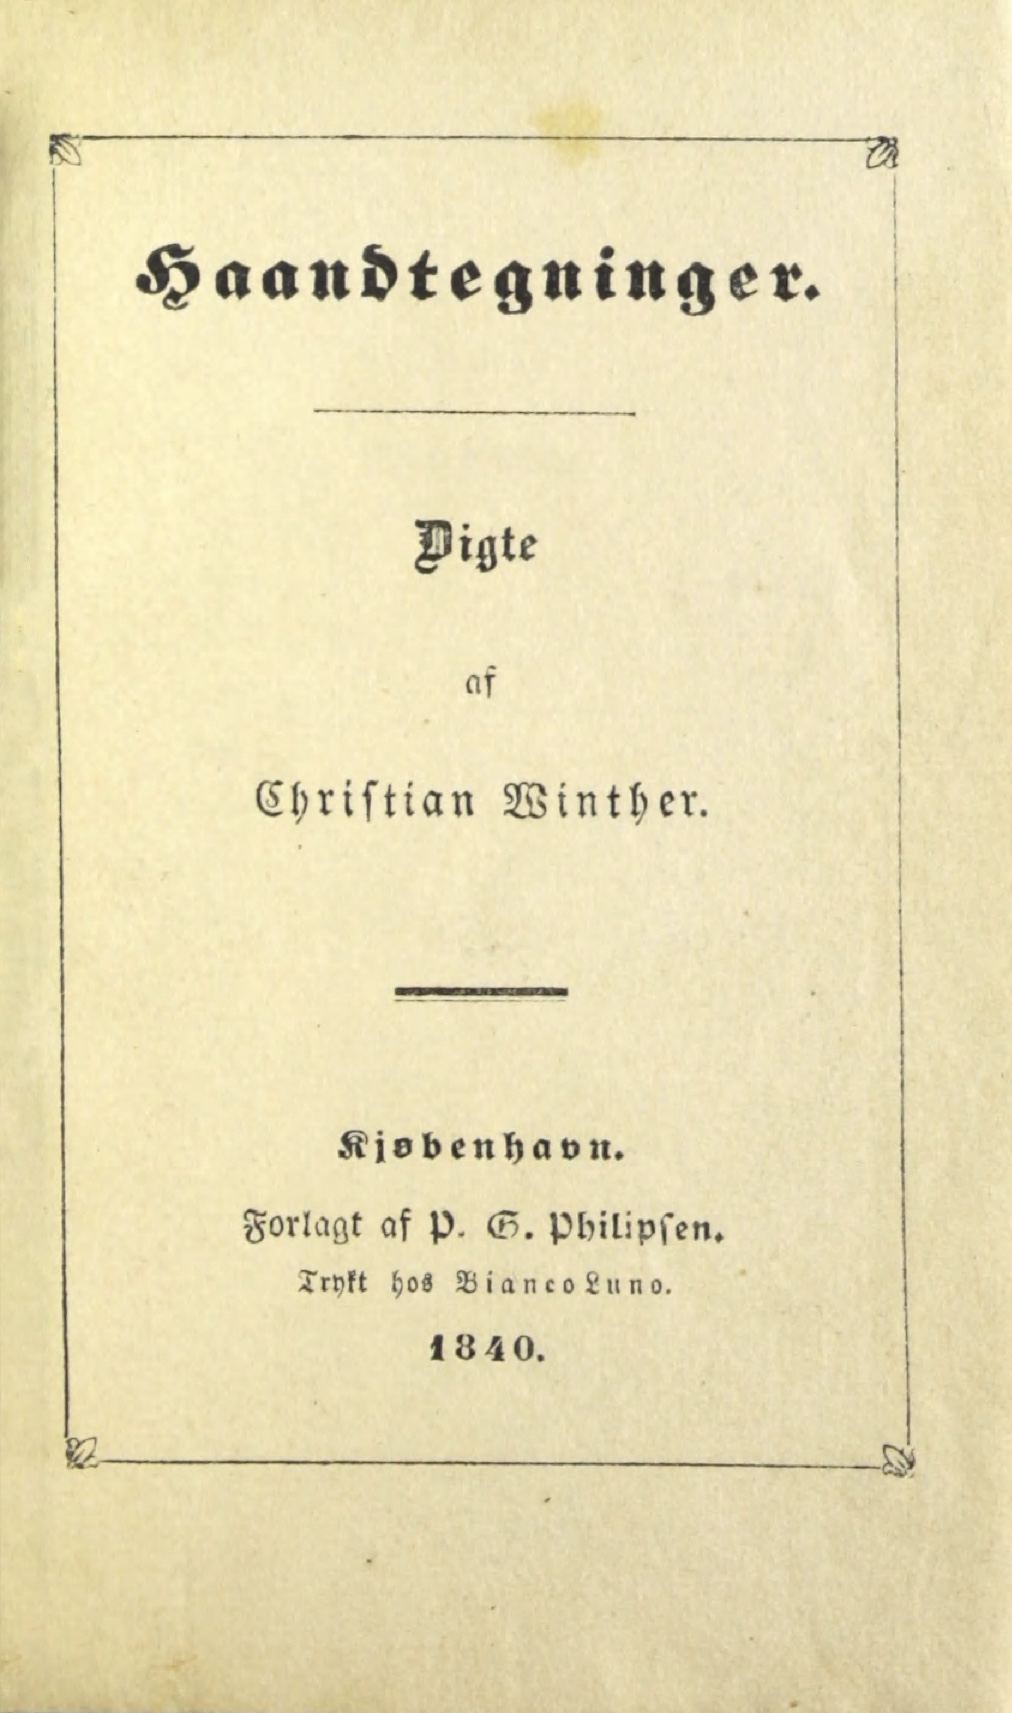 Haandtegninger.
Digte
af
Christian Winther.
Kjøbenhavn.
Forlagt af P. G. Philipsen.
Trykt hos Bianco Luno.
1840.